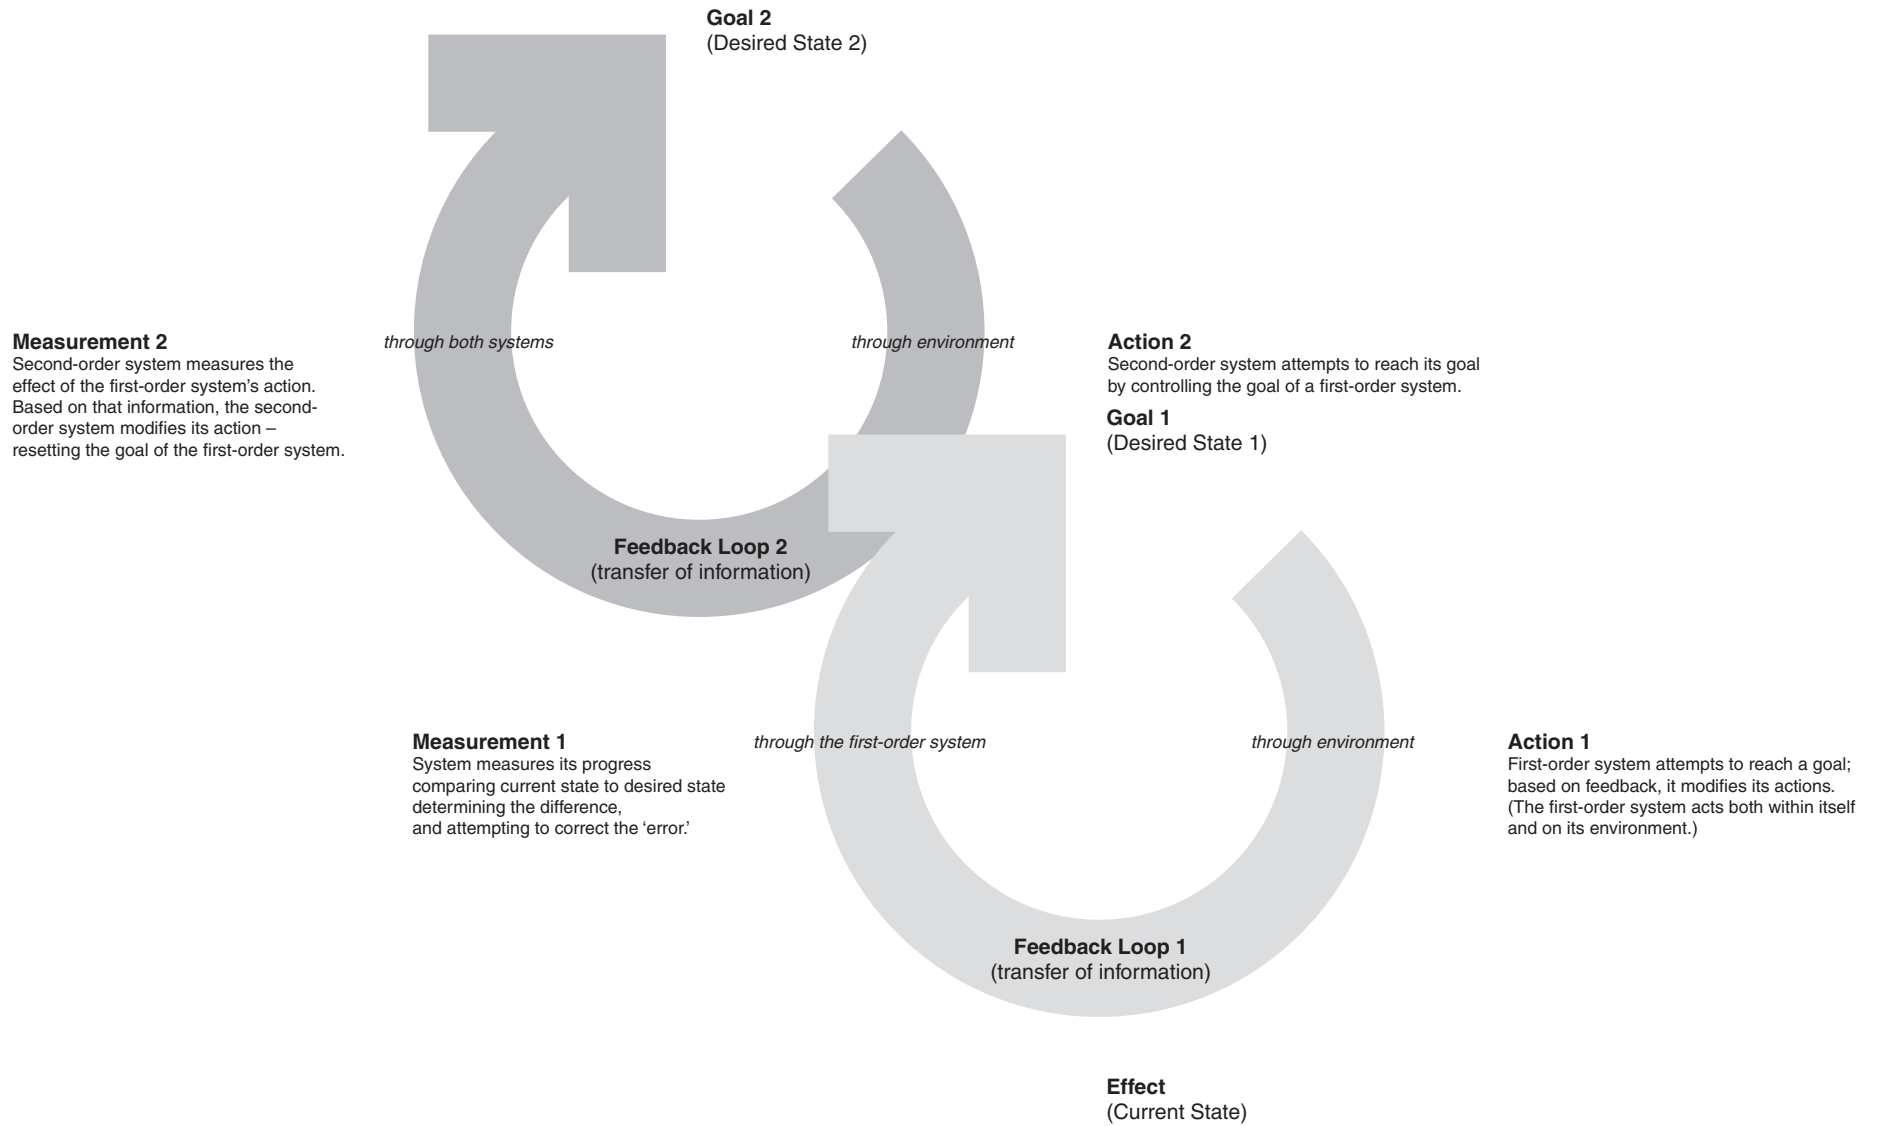 Goal 2
(Desired State 2)
Measurement 2
Second-order system measures the
effect of the first-order system’s action.
Based on that information, the second-
order system modifies its action –
resetting the goal of the first-order system.
through both systems
through environment
Action 2
Second-order system attempts to reach its goal
by controlling the goal of a first-order system.
Goal 1
(Desired State 1)
Feedback Loop 2
(transfer of information)
Measurement 1
System measures its progress
comparing current state to desired state
determining the difference,
and attempting to correct the ‘error.’
through the first-order system
through environment
Action 1
First-order system attempts to reach a goal;
based on feedback, it modifies its actions.
(The first-order system acts both within itself
and on its environment.)
Feedback Loop 1
(transfer of information)
Effect
(Current State)